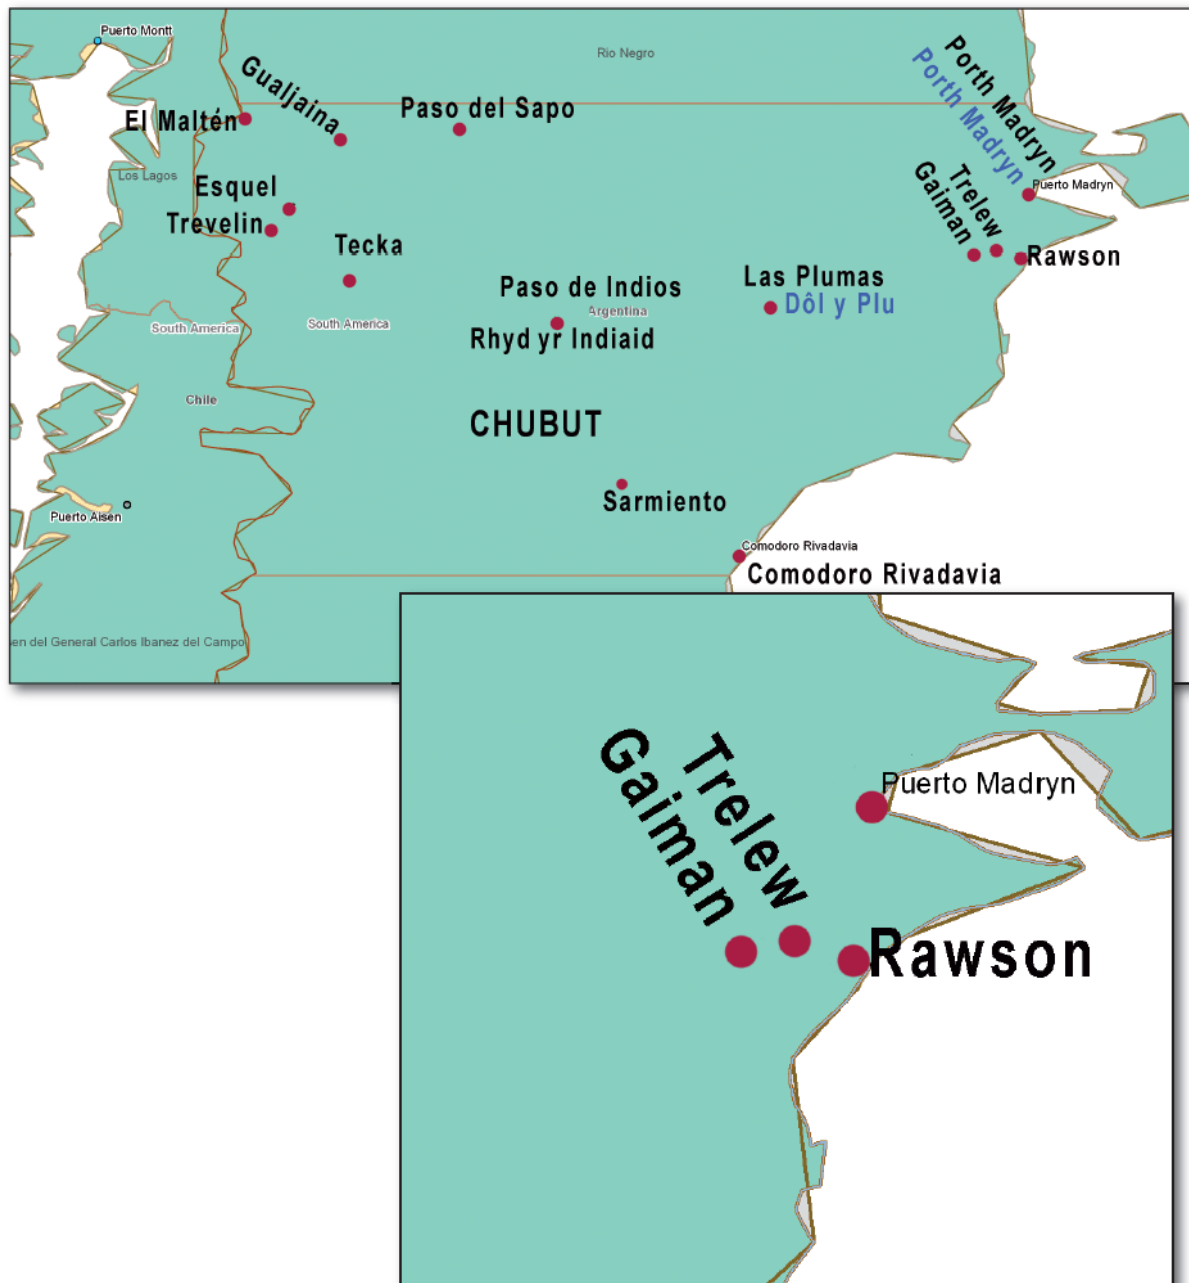 Puerto Montt
Rio Negro
Porth Madryn
Porth Madryn
Gualjaina
El Maltén
Paso del Sapo
Los Lagos
Esquel
Trevelin
Puerto Madryn
Trelew
Gaiman
Tecka
Rawson
Paso de Indios
Las Plumas
Argentina
Dôl y Plu
South America
South America
Rhyd yr Indiaid
Chile
CHUBUT
Sarmiento
Puerto Aisen
Comodoro Rivadavia
Comodoro Rivadavia
en del General Carlos Ibanez del Campo
Trelew
Gaiman
Puerto Madryn
Rawson